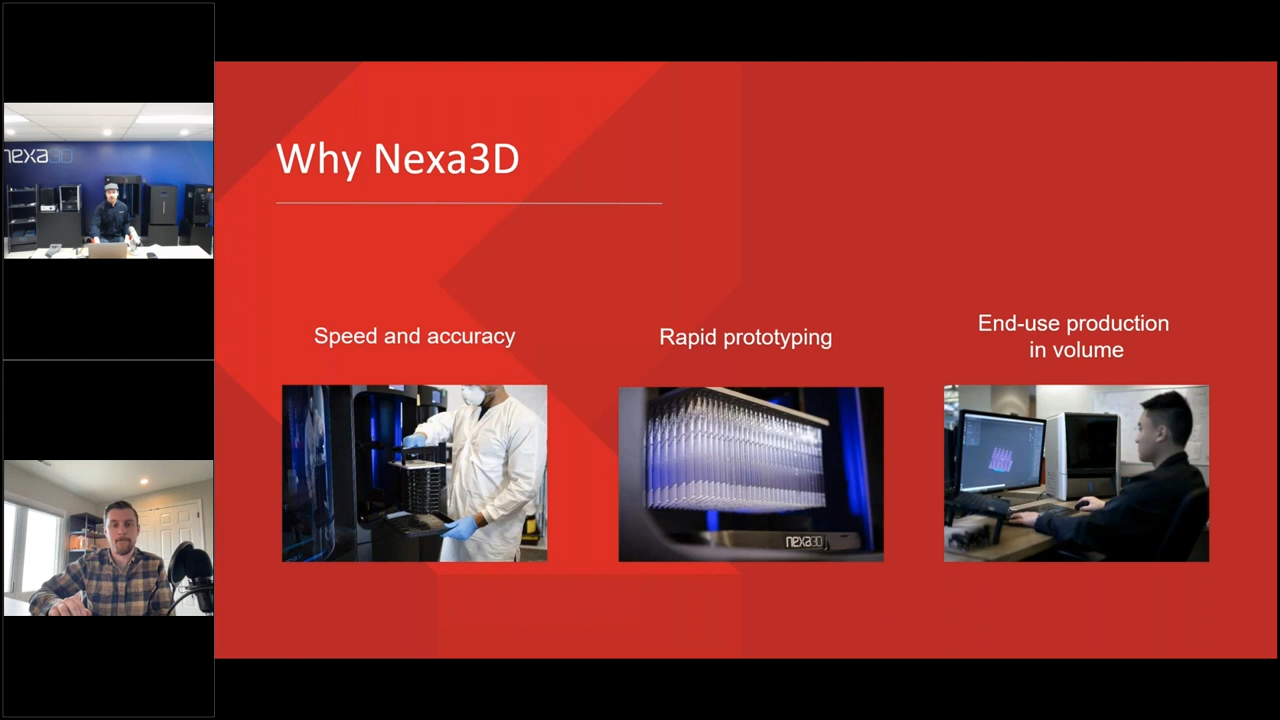 nexa3D
Why Nexa3D
Speed and accuracy
Rapid prototyping
End-use production
in volume
nexa3D